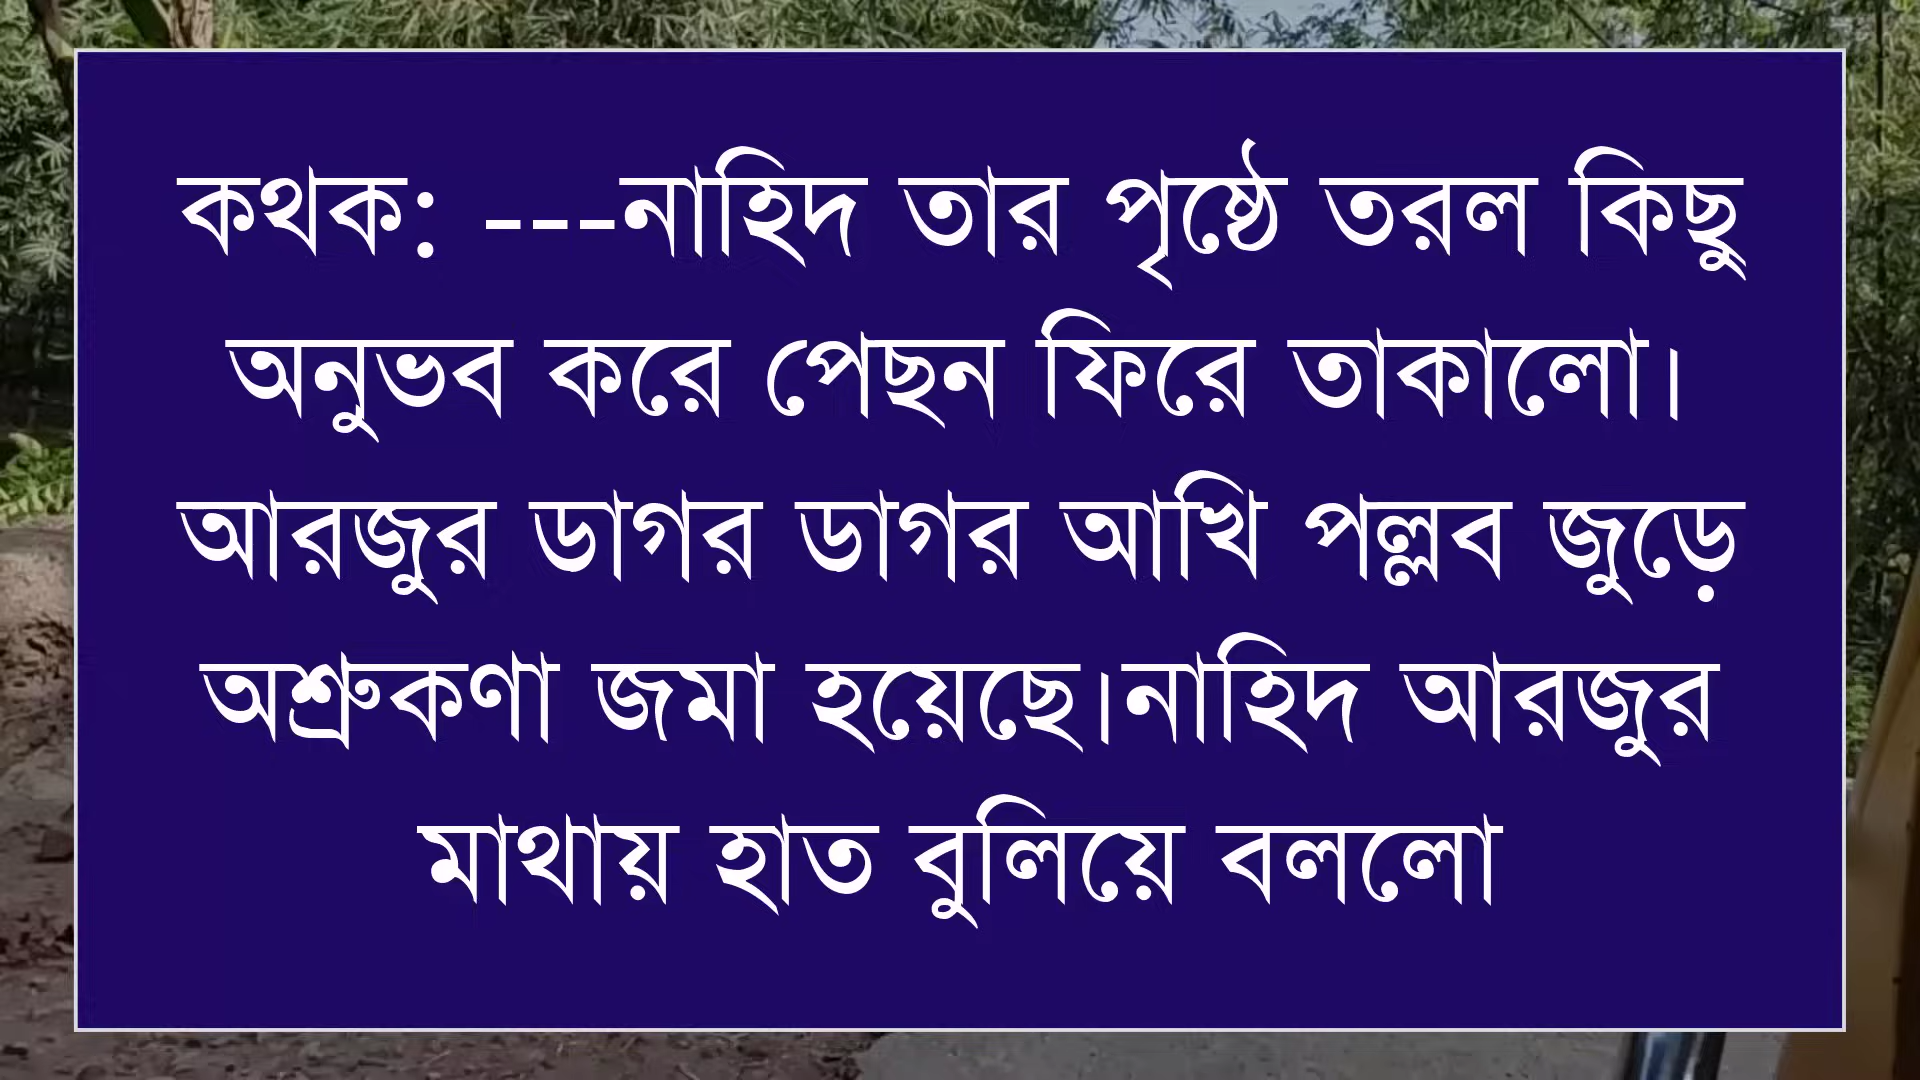 কথক: ---নাহিদ তার পৃষ্ঠে তরল কিছু
অনুভব করে পেছন ফিরে তাকালো।
আরজুর ডাগর ডাগর আখি পল্লব জুড়ে
অশ্রুকণা জমা হয়েছে।নাহিদ আরজুর
মাথায় হাত বুলিয়ে বললো